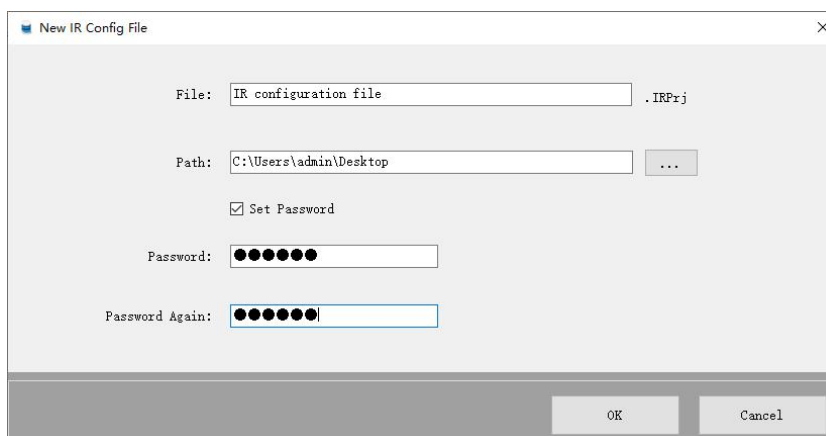 New IR Config File
File: IR configuration file .IRPrj
Path: C:\Users\admin\Desktop ...
Set Password
Password: ●●●●●●
Password Again: ●●●●●●
OK Cancel